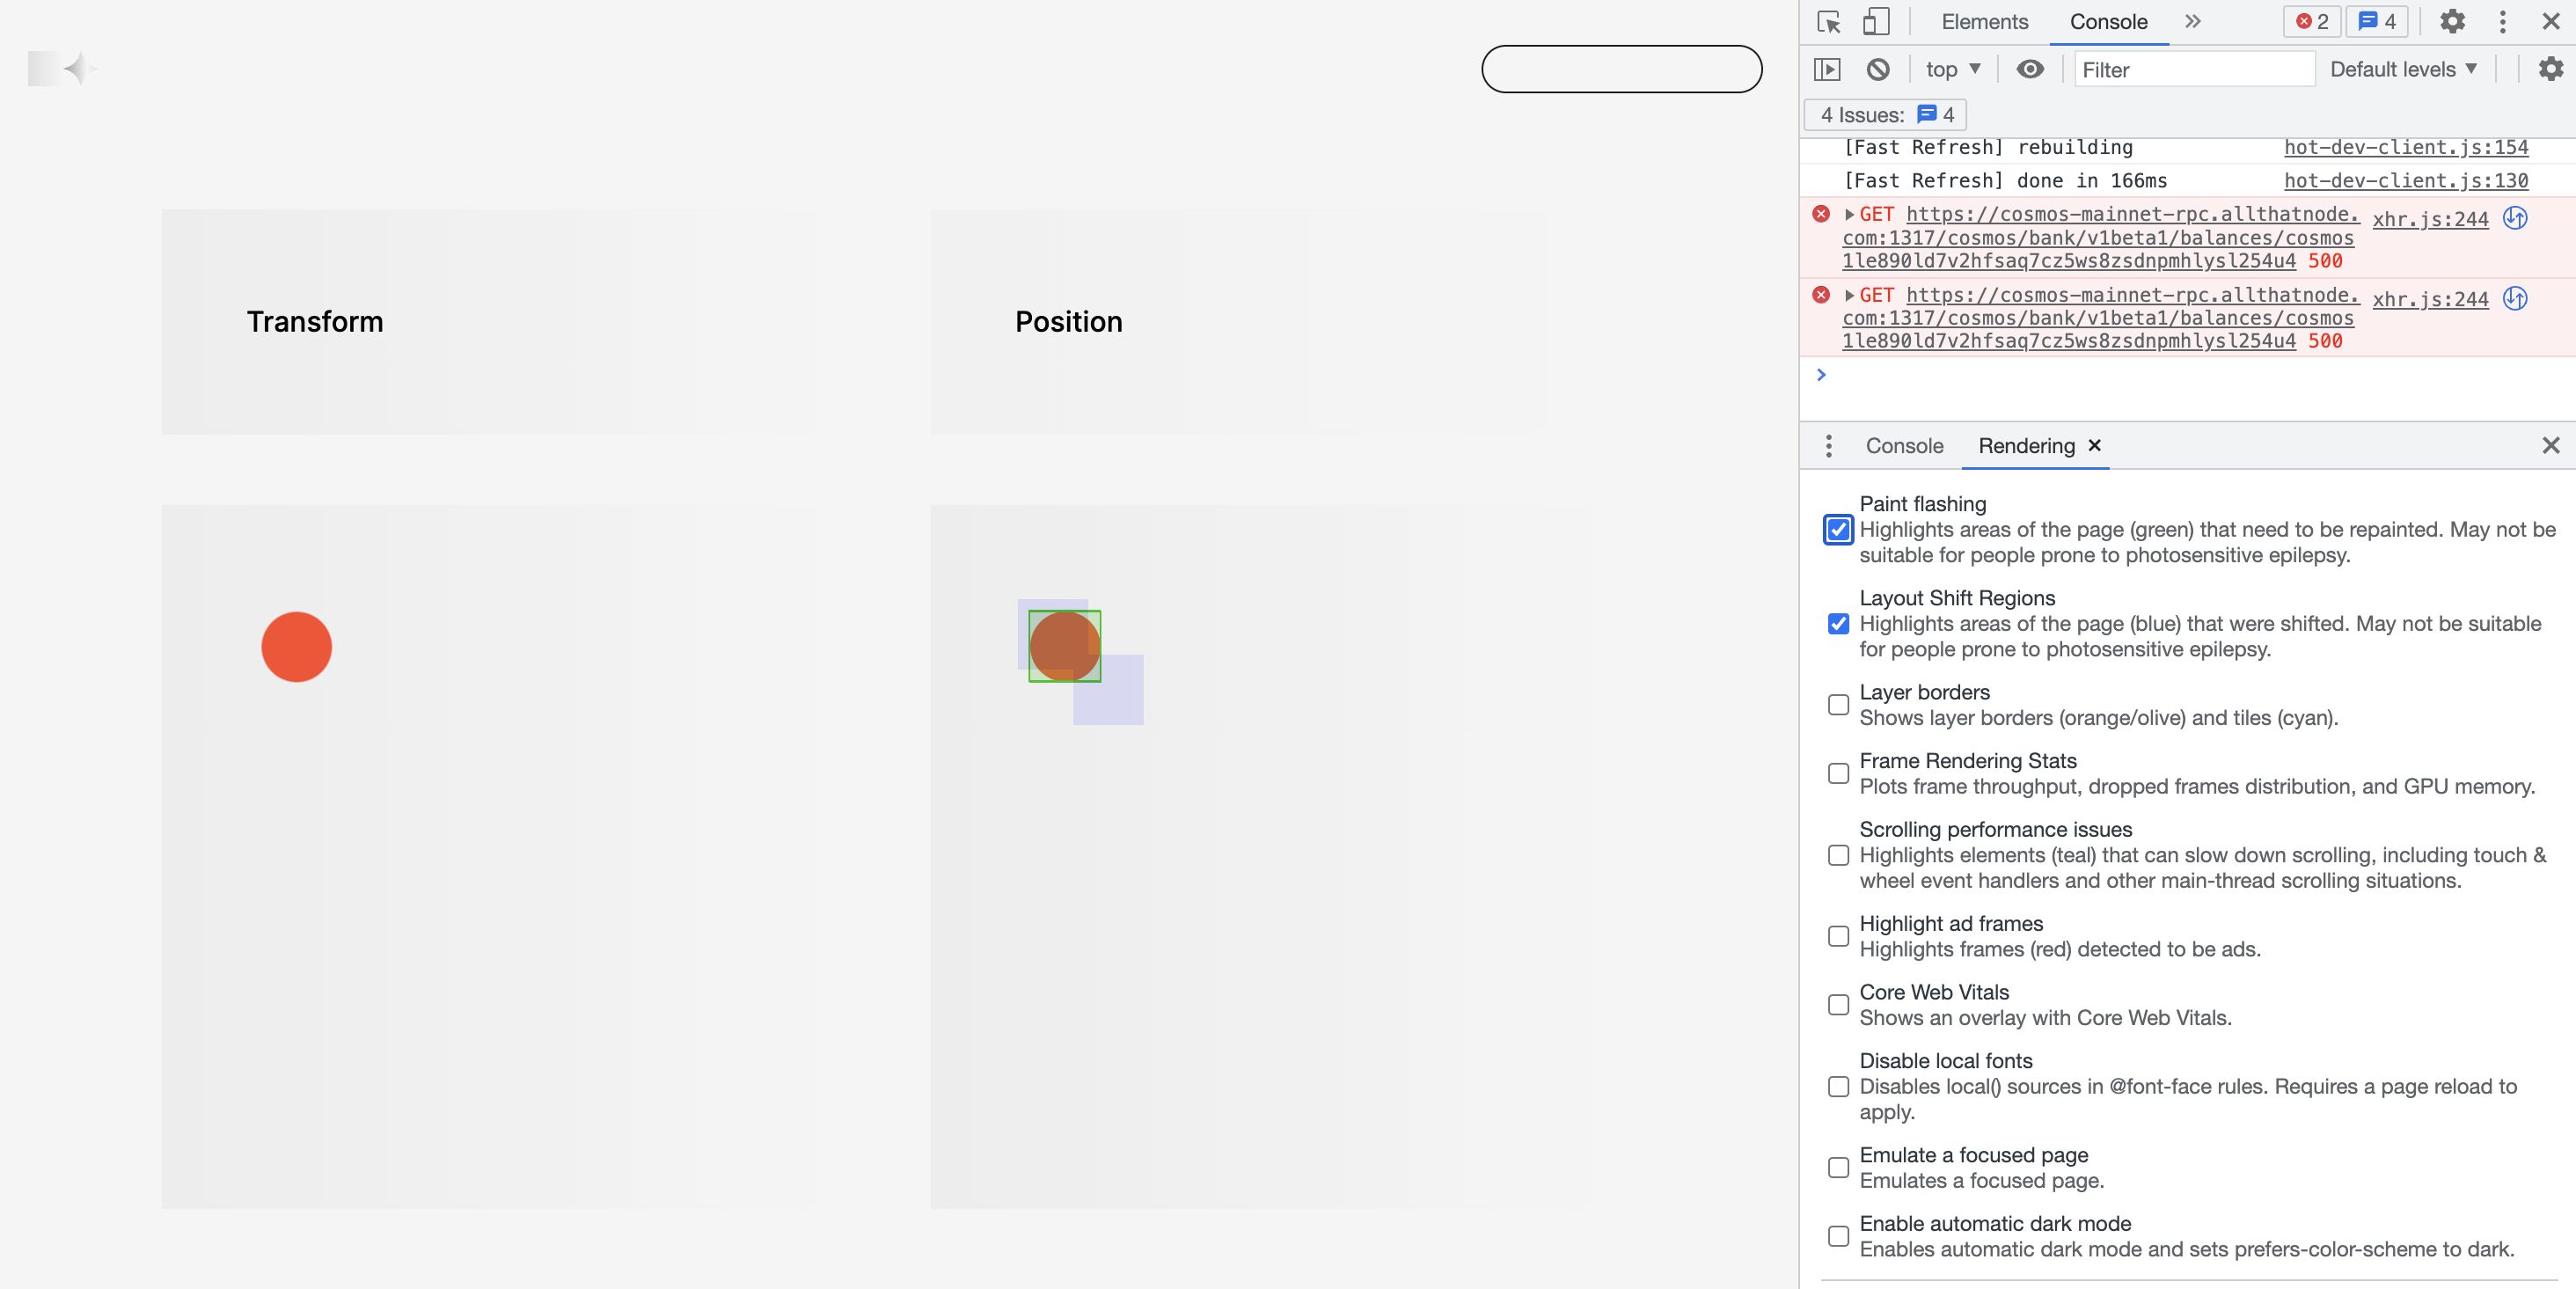 Transform
Position
Elements
Console
2
4
top
Filter
Default levels
4 Issues:
4
[Fast Refresh] rebuilding
hot-dev-client.js:154
[Fast Refresh] done in 166ms
hot-dev-client.js:130
GET https://cosmos-mainnet-rpc.allthatnode.
xhr.js:244
com:1317/cosmos/bank/v1beta1/balances/cosmos
1le890ld7v2hfsaq7cz5ws8zsdnpmhlysl254u4 500
GET https://cosmos-mainnet-rpc.allthatnode.
xhr.js:244
com:1317/cosmos/bank/v1beta1/balances/cosmos
1le890ld7v2hfsaq7cz5ws8zsdnpmhlysl254u4 500
Console
Rendering
Paint flashing
Highlights areas of the page (green) that need to be repainted. May not be
suitable for people prone to photosensitive epilepsy.
Layout Shift Regions
Highlights areas of the page (blue) that were shifted. May not be suitable
for people prone to photosensitive epilepsy.
Layer borders
Shows layer borders (orange/olive) and tiles (cyan).
Frame Rendering Stats
Plots frame throughput, dropped frames distribution, and GPU memory.
Scrolling performance issues
Highlights elements (teal) that can slow down scrolling, including touch &
wheel event handlers and other main-thread scrolling situations.
Highlight ad frames
Highlights frames (red) detected to be ads.
Core Web Vitals
Shows an overlay with Core Web Vitals.
Disable local fonts
Disables local() sources in @font-face rules. Requires a page reload to
apply.
Emulate a focused page
Emulates a focused page.
Enable automatic dark mode
Enables automatic dark mode and sets prefers-color-scheme to dark.